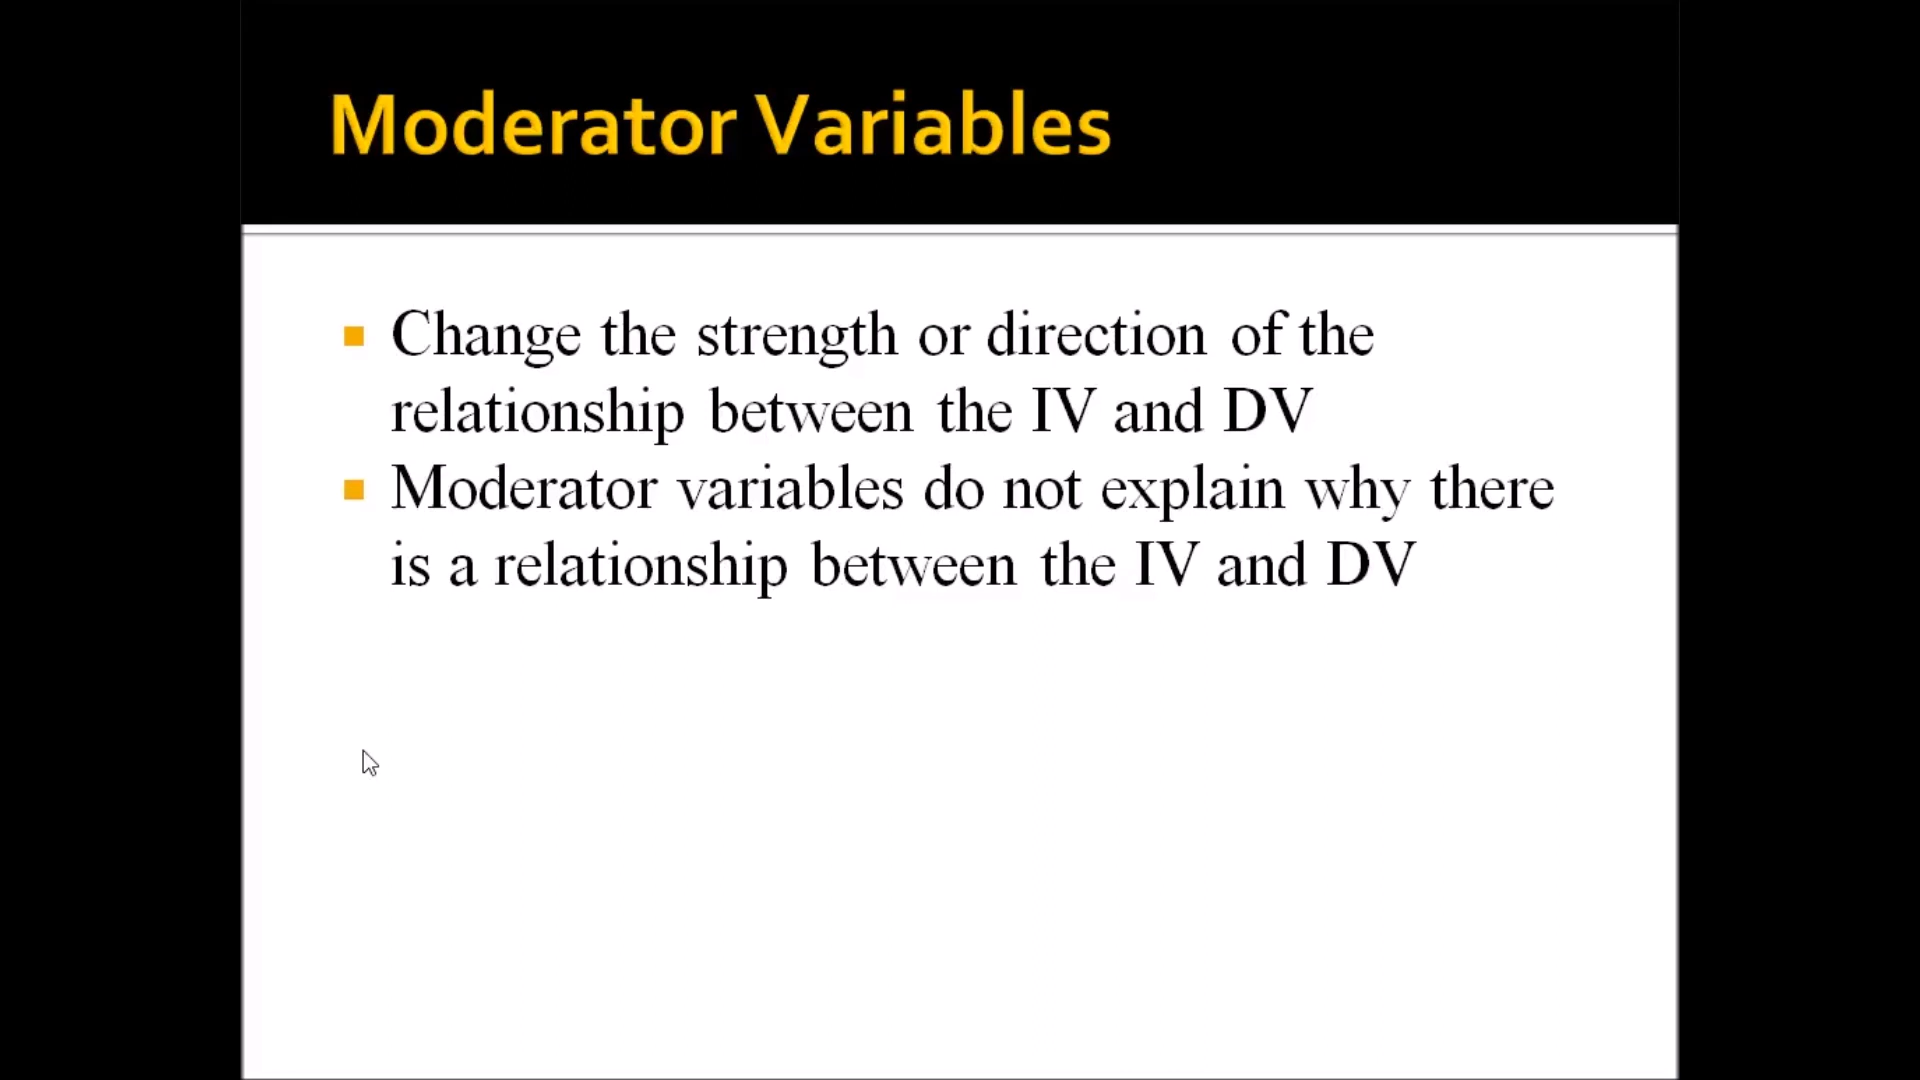 Moderator Variables
Change the strength or direction of the
relationship between the IV and DV
Moderator variables do not explain why there
is a relationship between the IV and DV